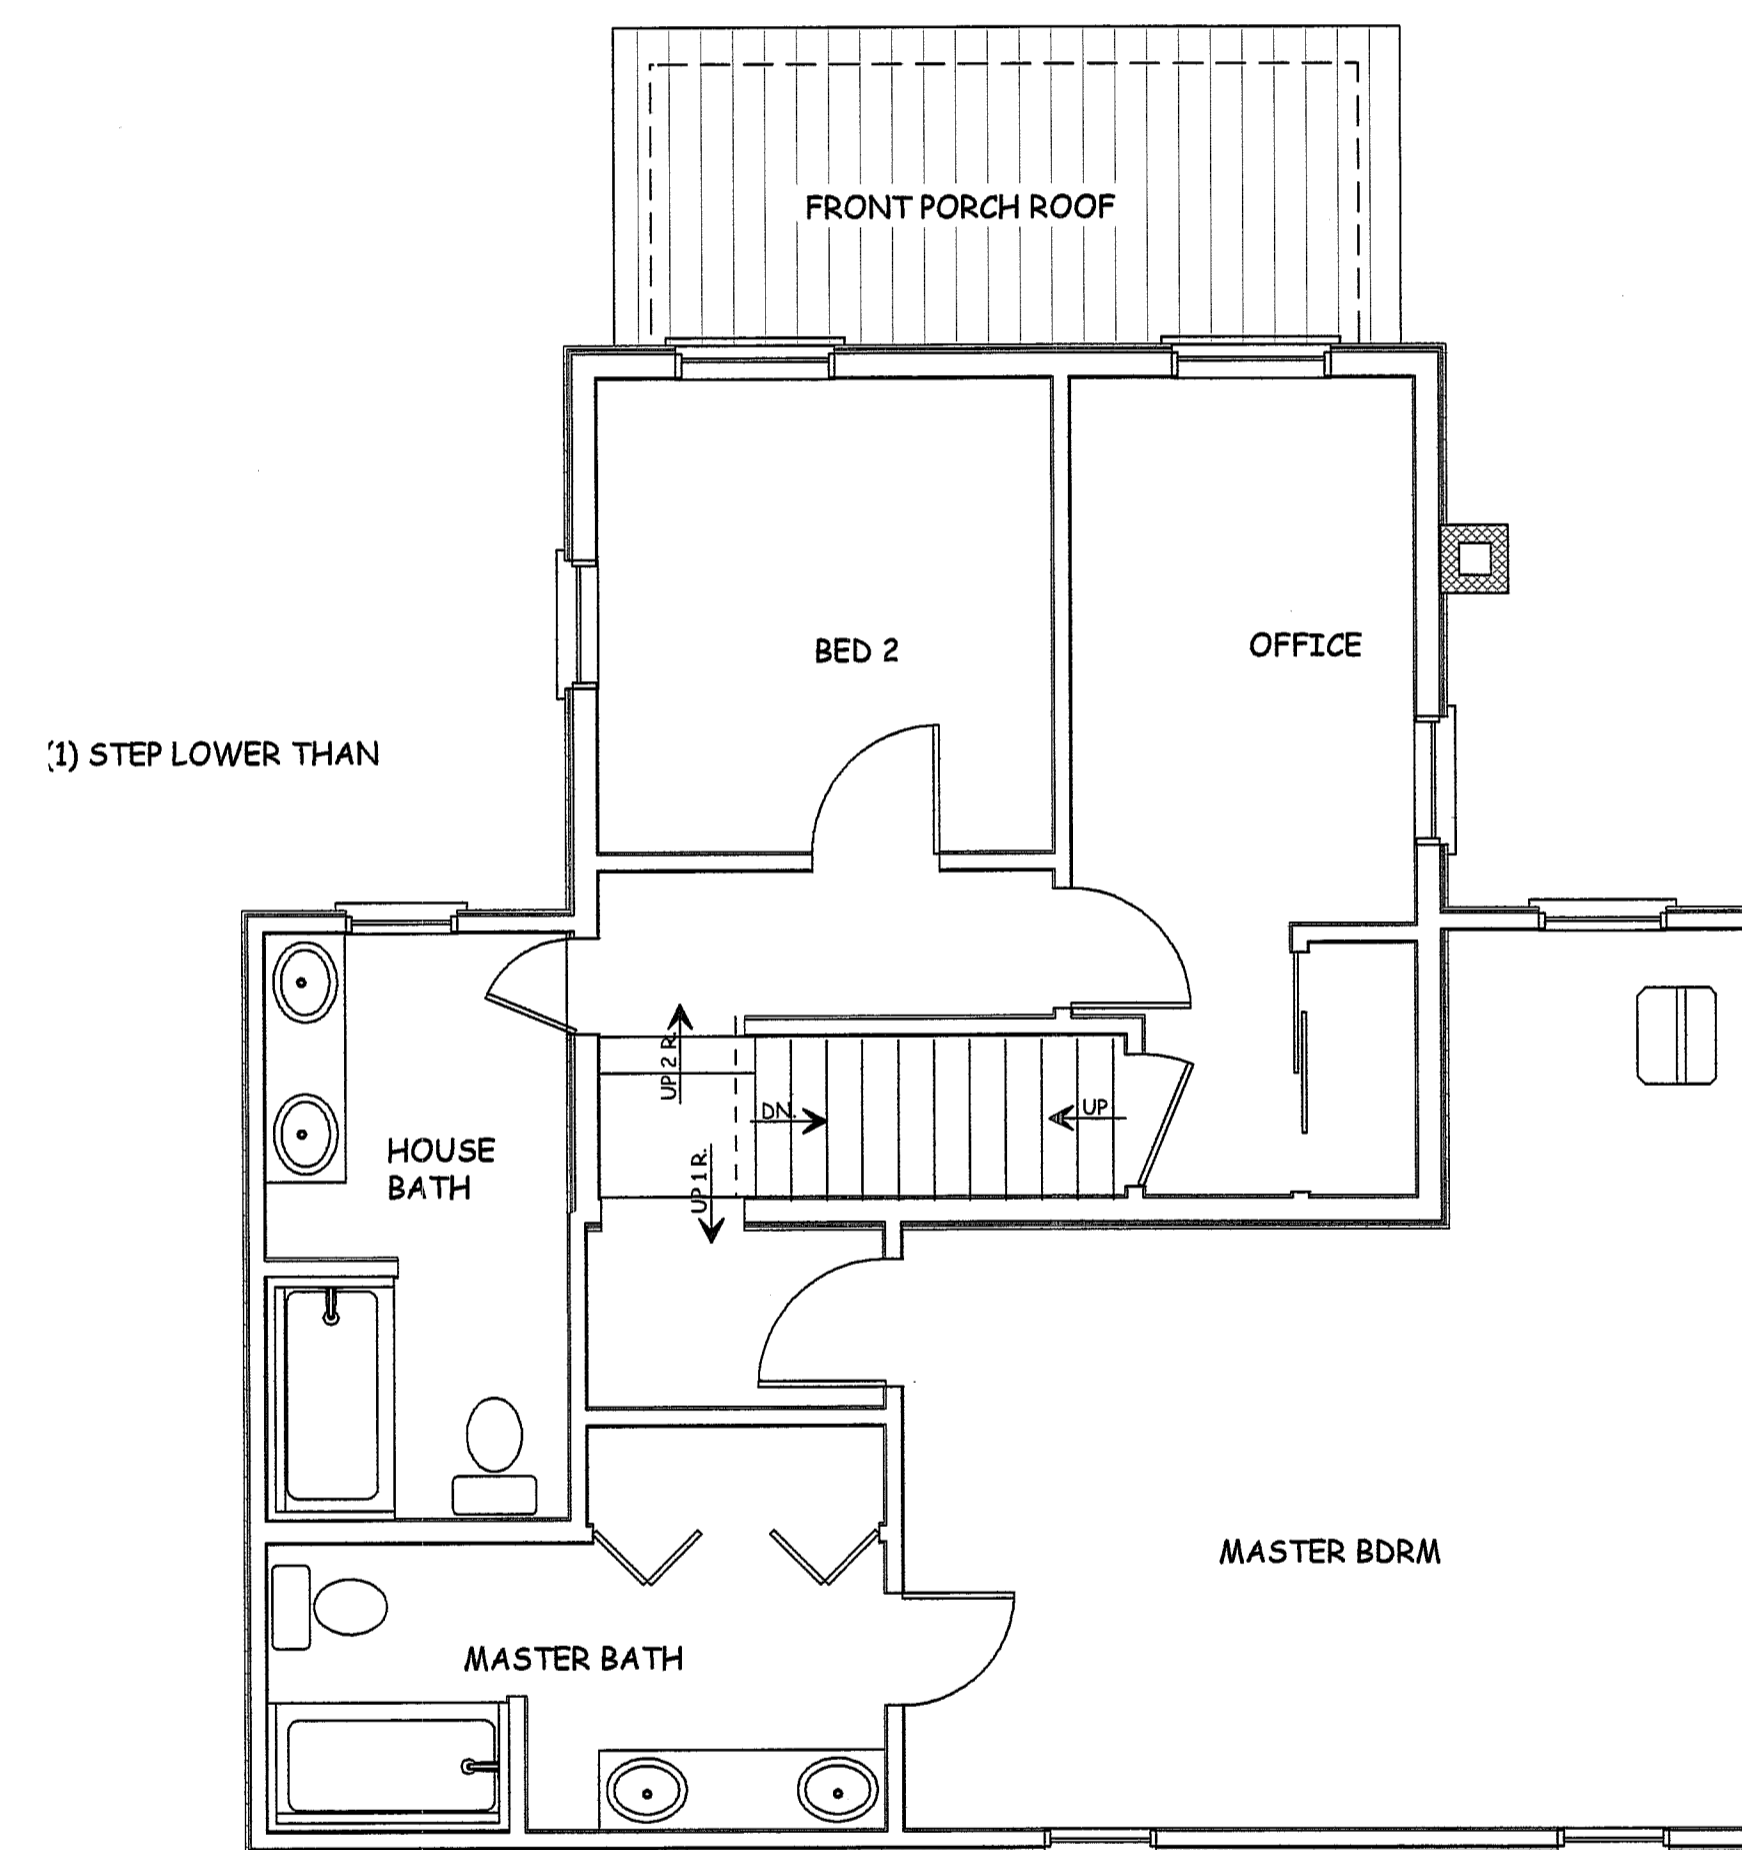 FRONT PORCH ROOF
BED 2
OFFICE
(1) STEP LOWER THAN
UP 2 R.
DN.
UP
UP 1 R.
HOUSE
BATH
MASTER BDRM
MASTER BATH